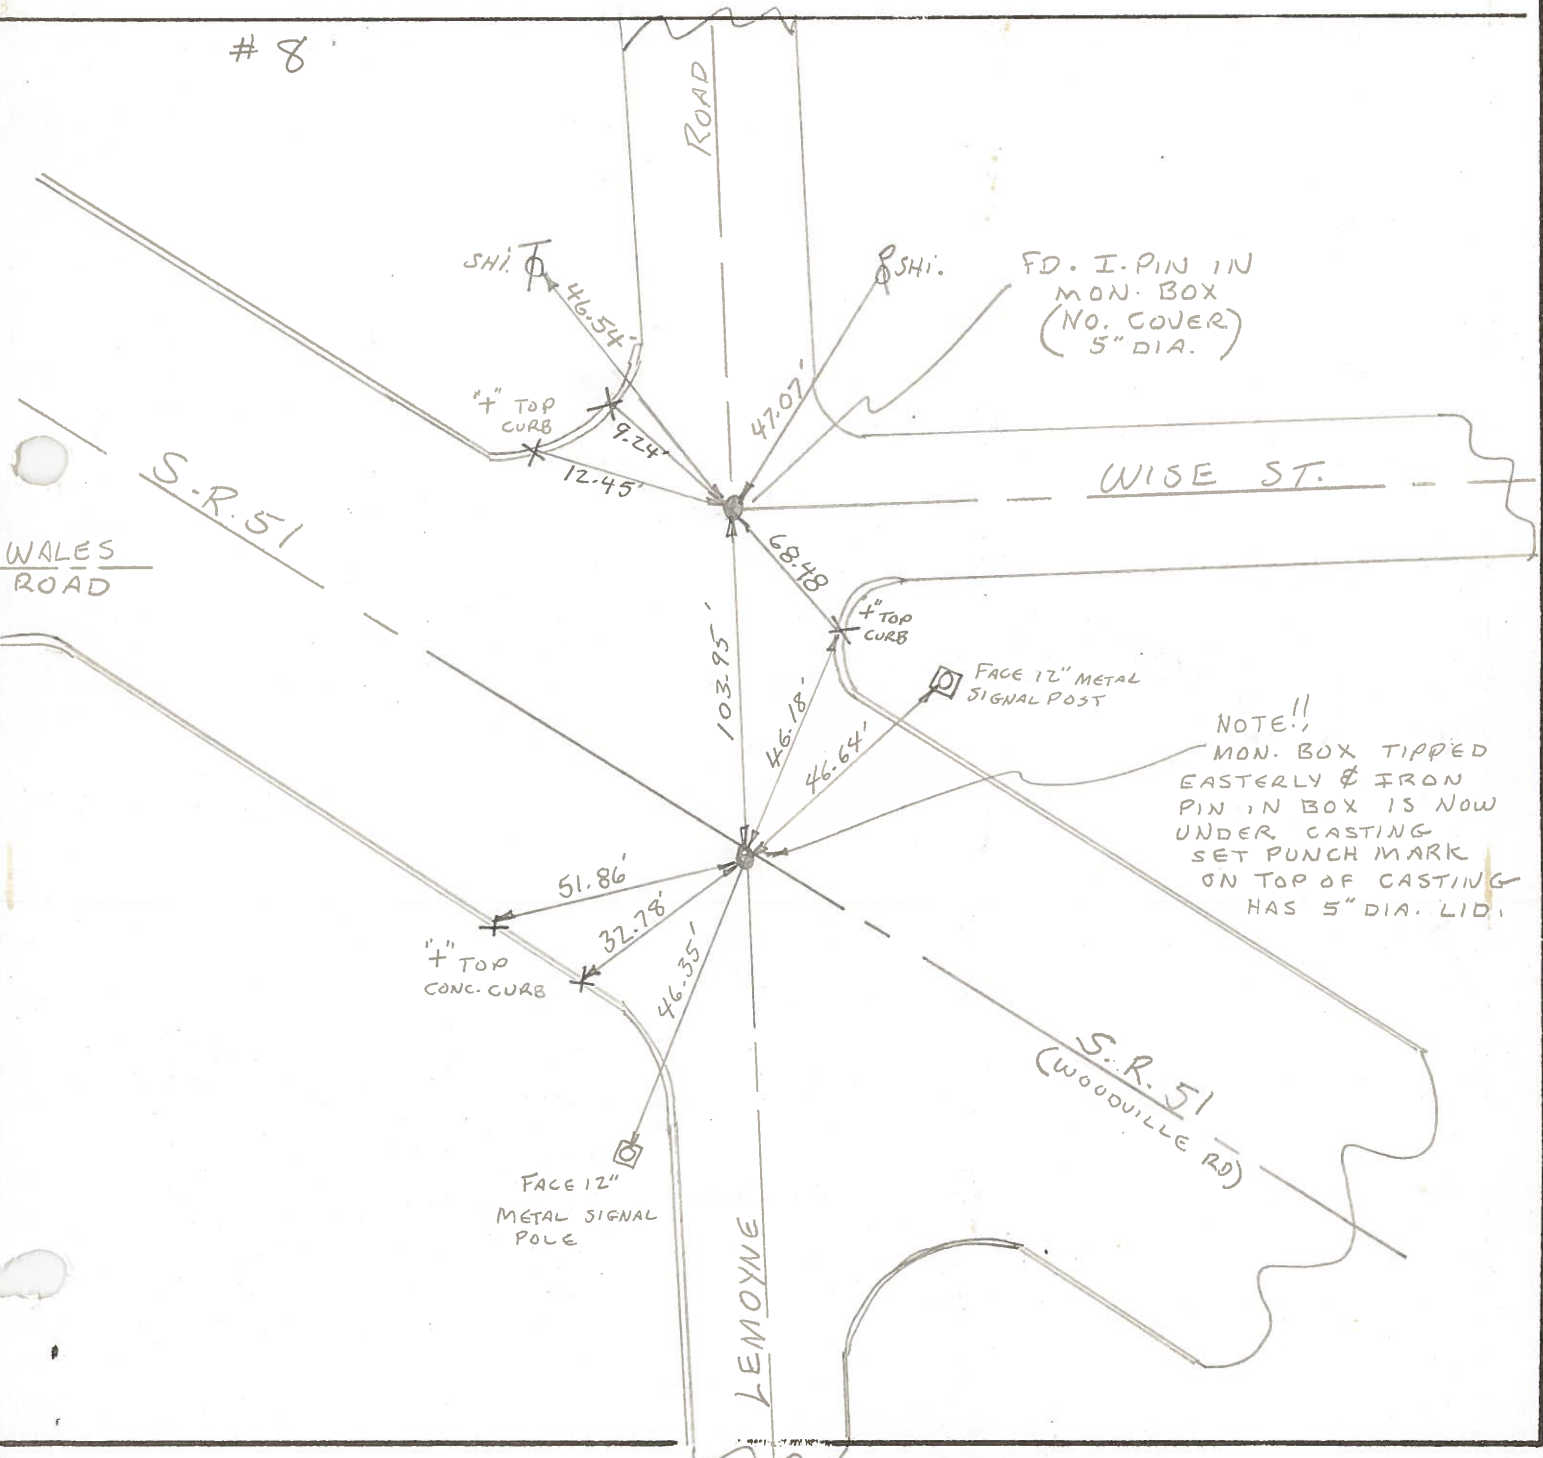 # 8
ROAD
SHI.
46.54'
SHI.
47.07'
FD. I. PIN IN
MON. BOX
(NO. COVER)
5" DIA.
"+" TOP
CURB
9.24'
12.45'
S.R. 51
WISE ST.
WALES
ROAD
68.48
"+" TOP
CURB
103.95'
46.18'
46.64'
FACE 12" METAL
SIGNAL POST
NOTE!!
MON. BOX TIPPED
EASTERLY & IRON
PIN IN BOX IS NOW
UNDER CASTING
SET PUNCH MARK
ON TOP OF CASTING
HAS 5" DIA. LID.
51.86'
32.78'
46.35'
"+" TOP
CONC. CURB
S.R. 51
(WOODVILLE RD)
FACE 12"
METAL SIGNAL
POLE
LEMOYNE